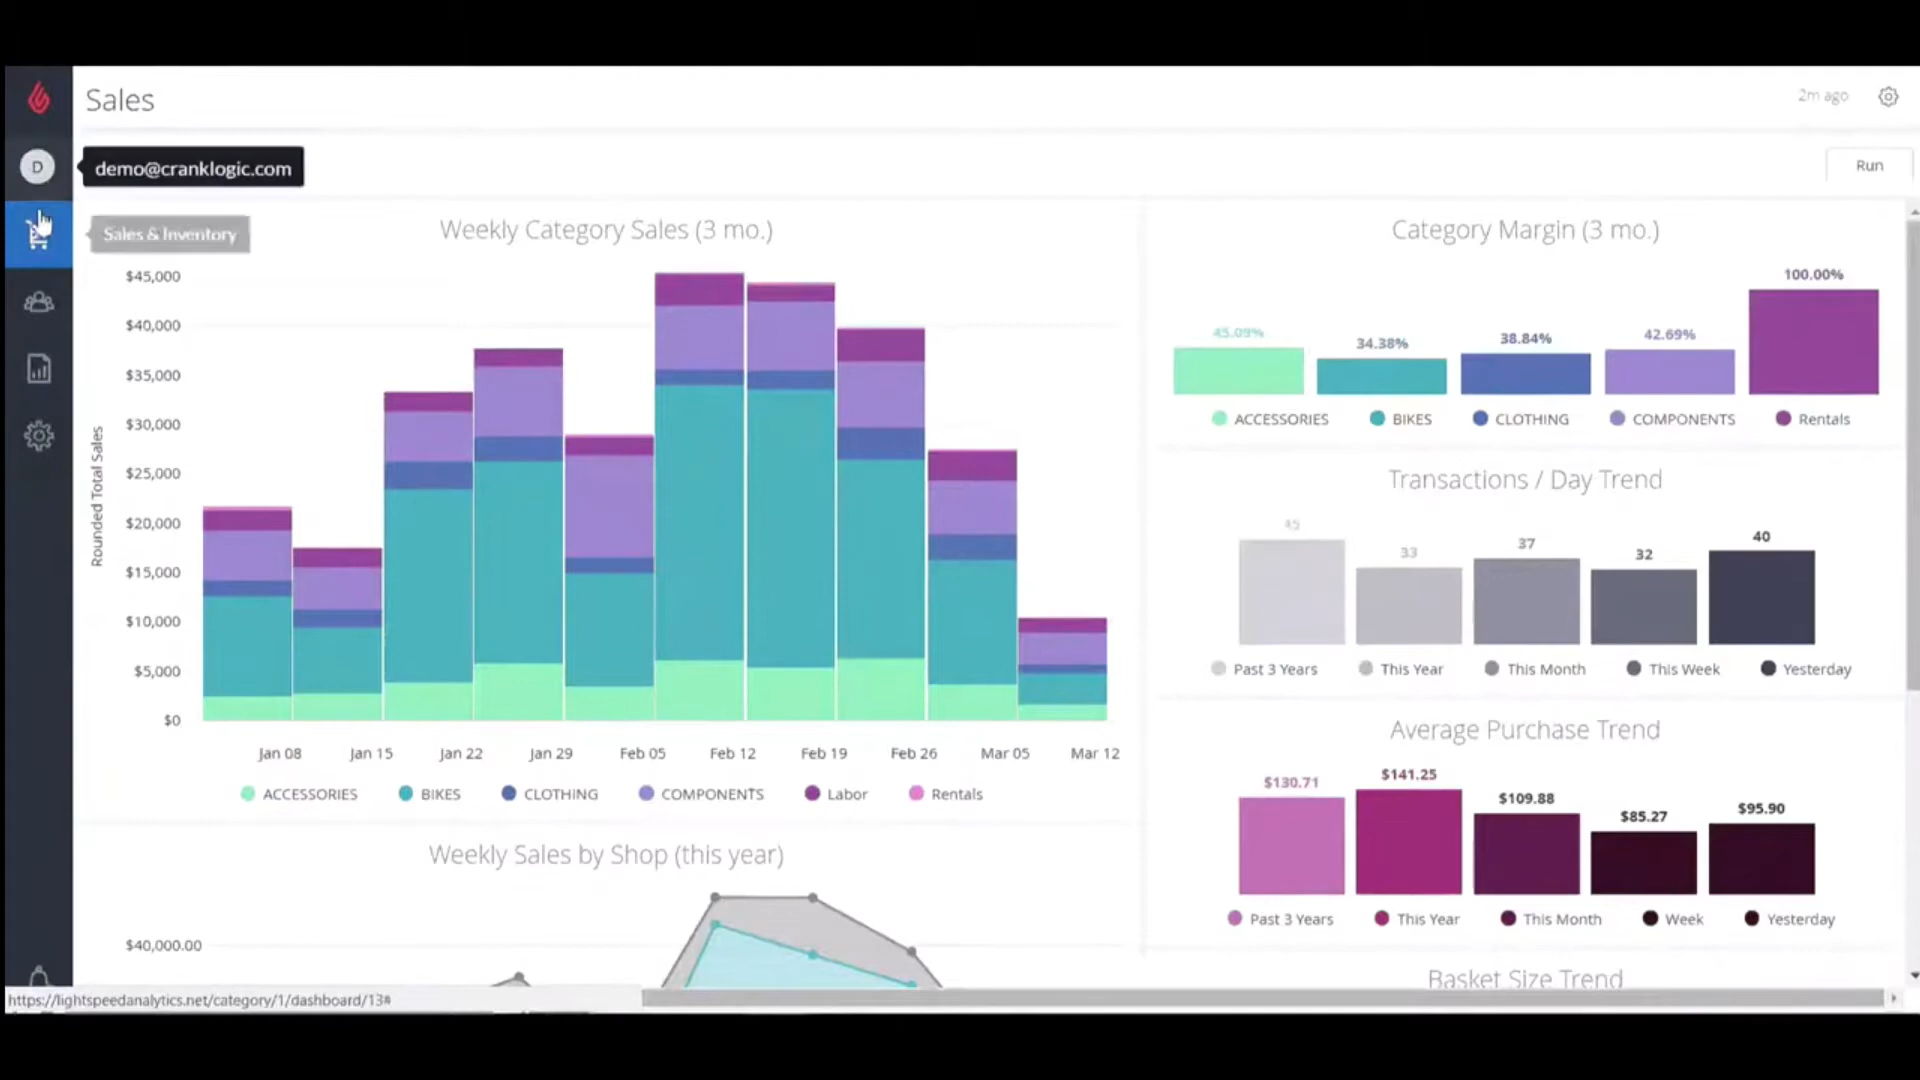 Sales
2m ago
D
demo@cranklogic.com
Run
Sales & Inventory
Weekly Category Sales (3 mo.)
Rounded Total Sales
$45,000
$40,000
$35,000
$30,000
$25,000
$20,000
$15,000
$10,000
$5,000
$0
Jan 08 Jan 15 Jan 22 Jan 29 Feb 05 Feb 12 Feb 19 Feb 26 Mar 05 Mar 12
ACCESSORIES BIKES CLOTHING COMPONENTS Labor Rentals
Weekly Sales by Shop (this year)
$40,000.00
Category Margin (3 mo.)
45.09% 34.38% 38.84% 42.69% 100.00%
ACCESSORIES BIKES CLOTHING COMPONENTS Rentals
Transactions / Day Trend
45 33 37 32 40
Past 3 Years This Year This Month This Week Yesterday
Average Purchase Trend
$130.71 $141.25 $109.88 $85.27 $95.90
Past 3 Years This Year This Month Week Yesterday
Basket Size Trend
https://lightspeedanalytics.net/category/1/dashboard/13#